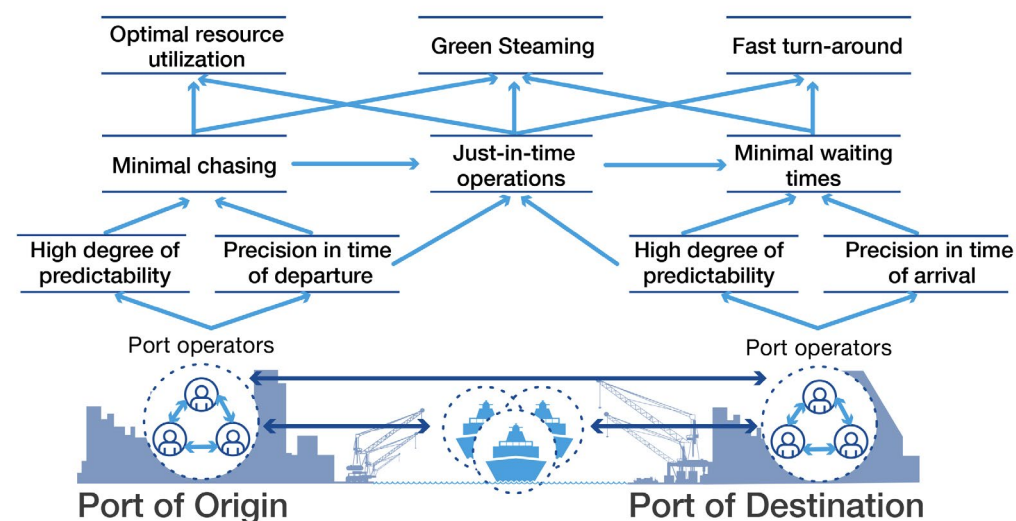 Optimal resource
utilization
Green Steaming
Fast turn-around
Minimal chasing
Just-in-time
operations
Minimal waiting
times
High degree of
predictability
Precision in time
of departure
High degree of
predictability
Precision in time
of arrival
Port operators
Port operators
Port of Origin
Port of Destination